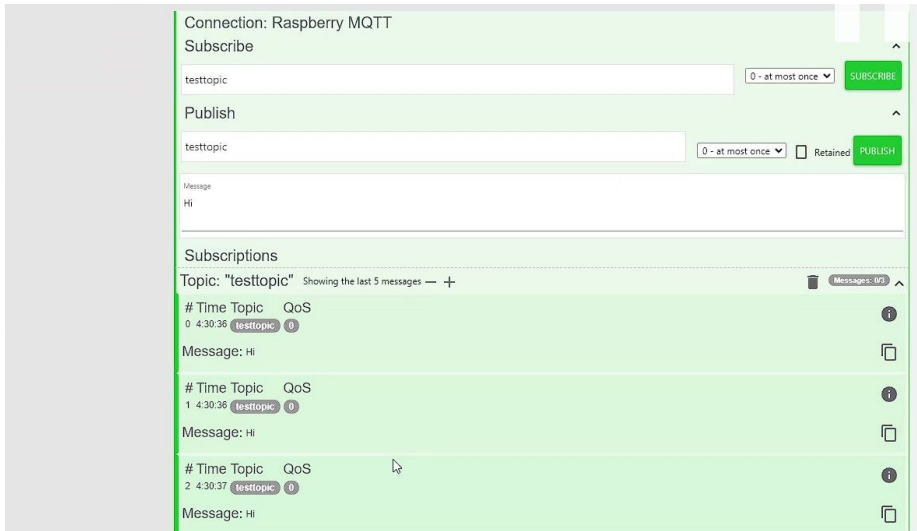 Connection: Raspberry MQTT
Subscribe
testtopic 0 - at most once SUBSCRIBE
Publish
testtopic 0 - at most once Retained PUBLISH
Message
Hi
Subscriptions
Topic: "testtopic" Showing the last 5 messages Messages: 0/3
# Time Topic QoS
0 4:30:36 testtopic 0
Message: Hi
# Time Topic QoS
1 4:30:36 testtopic 0
Message: Hi
# Time Topic QoS
2 4:30:37 testtopic 0
Message: Hi